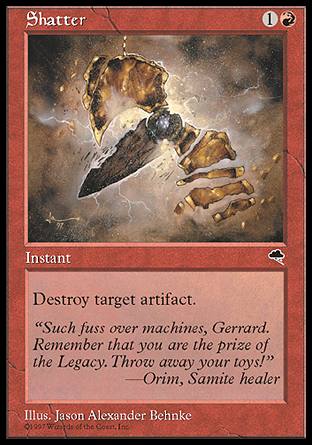 Shatter 1
Instant
Destroy target artifact.
“Such fuss over machines, Gerrard.
Remember that you are the prize of
the Legacy. Throw away your toys!”
—Orim, Samite healer
Illus. Jason Alexander Behnke
©1997 Wizards of the Coast, Inc.